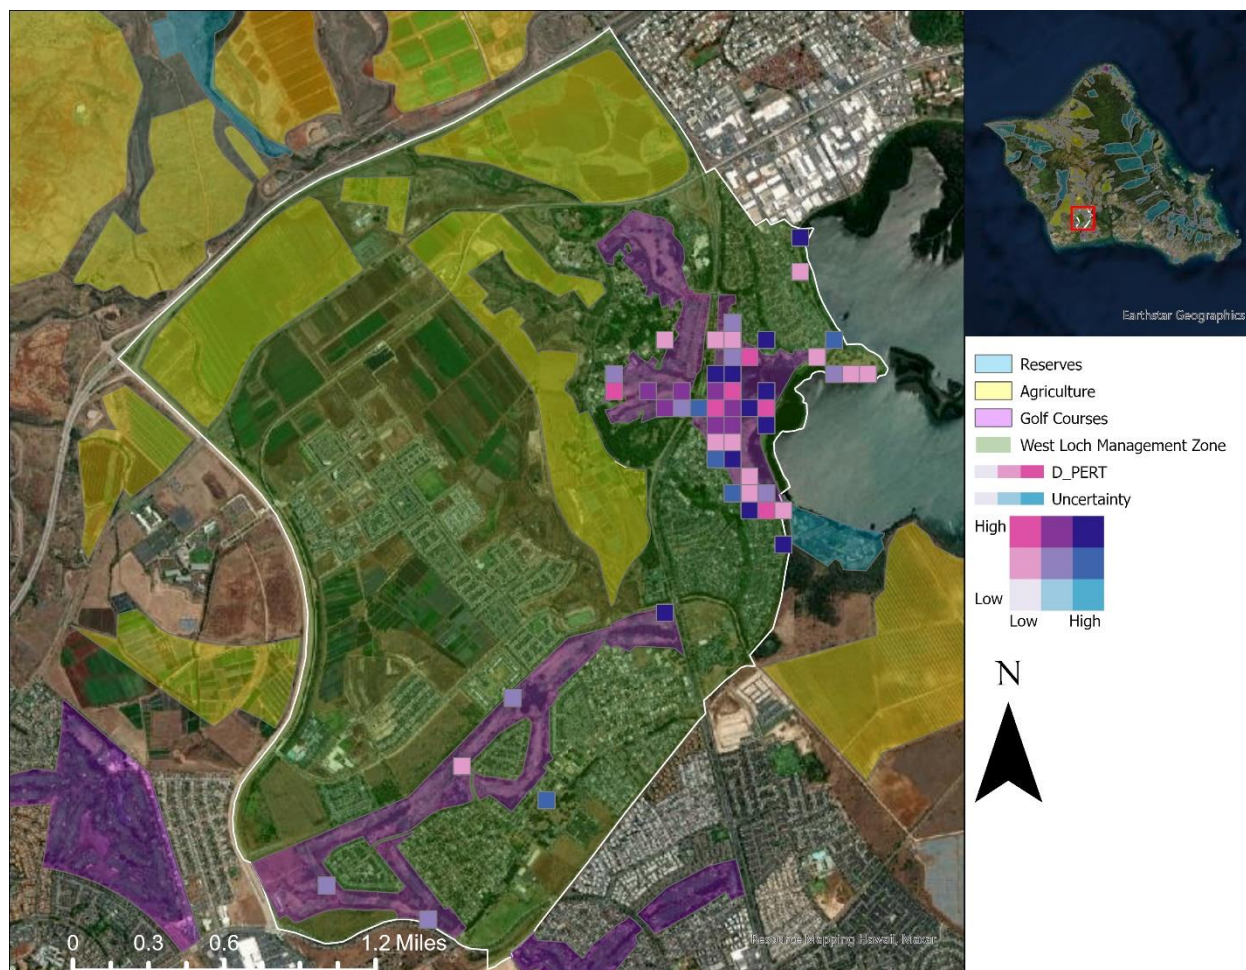 Earthstar Geographics
Reserves
Agriculture
Golf Courses
West Loch Management Zone
D_PERT
Uncertainty
High
Low
Low High
N
0 0.3 0.6 1.2 Miles
Resource Mapping Hawaii, Maxar